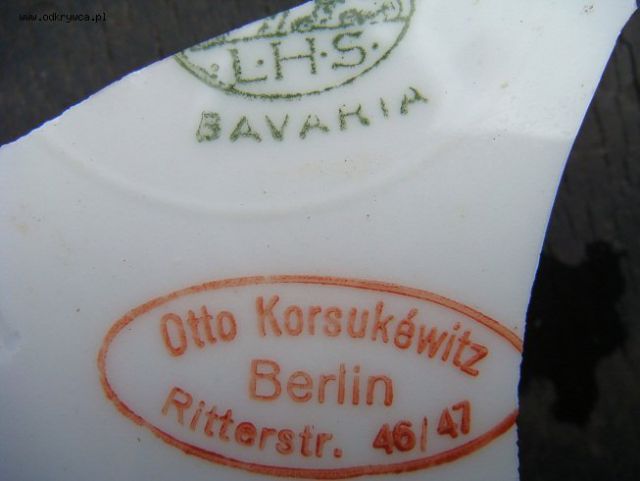 www.odkrywca.pl
L.H.S.
BAVARIA
Otto Korsukéwitz
Berlin
Ritterstr. 46/47